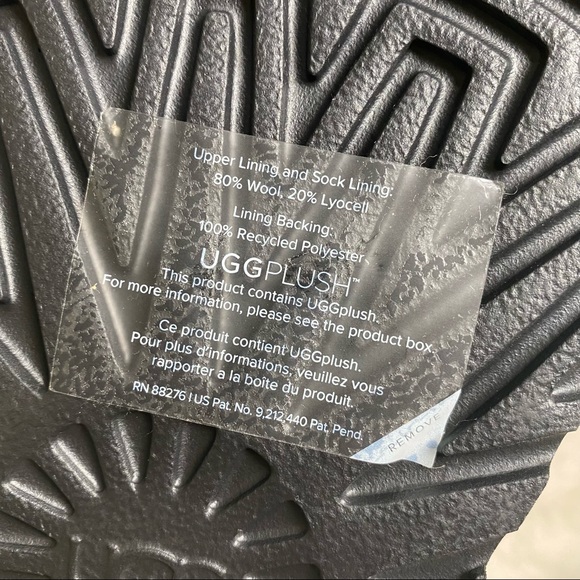 Upper Lining and Sock Lining:
80% Wool, 20% Lyocell
Lining Backing:
100% Recycled Polyester
UGGPLUSH™
This product contains UGGplush.
For more information, please see the product box.
Ce produit contient UGGplush.
Pour plus d'informations, veuillez vous
rapporter a la boîte du produit.
RN 88276 | US Pat. No. 9,212,440 Pat. Pend.
REMOVE